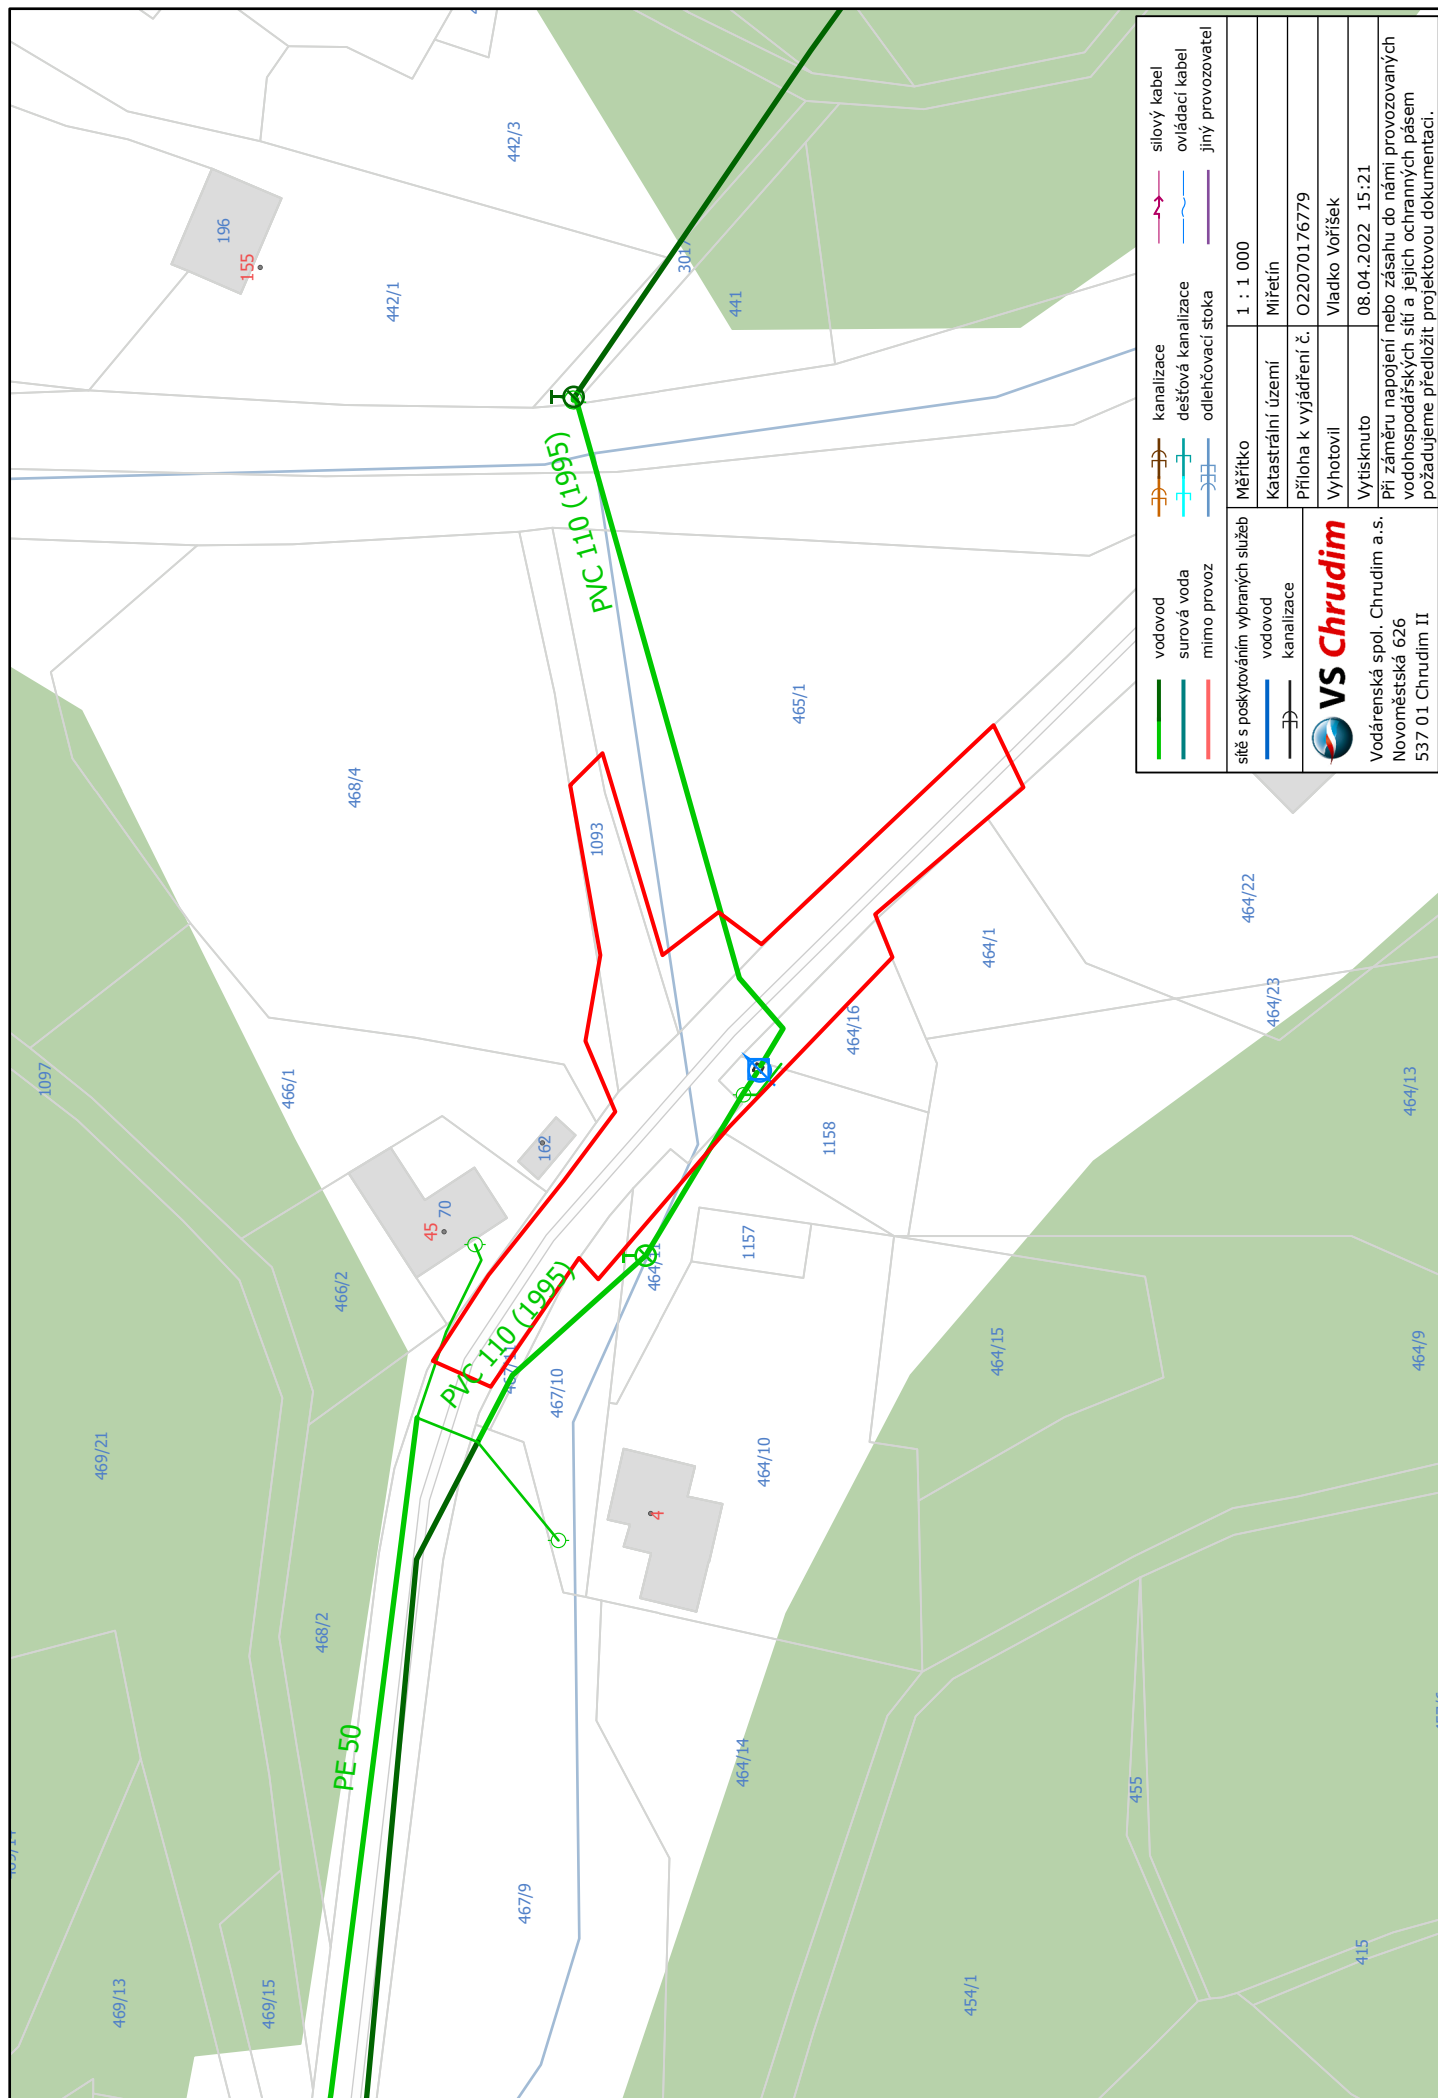 469/13
469/15
467/9
PE 50
468/2
469/21
466/2
1097
466/1
45
70
162
467/10
PVC 110 (1995)
464/11
4
464/10
1157
1158
464/16
464/1
464/22
464/23
464/13
464/15
464/9
464/14
455
415
454/1
468/4
1093
465/1
PVC 110 (1995)
442/1
196
155
442/3
3017
441
vodovod
surová voda
mimo provoz
kanalizace
dešťová kanalizace
odlehčovací stoka
silový kabel
ovládací kabel
jiný provozovatel
sítě s poskytováním vybraných služeb
vodovod
kanalizace
VS Chrudim
Vodárenská spol. Chrudim a.s.
Novoměstská 626
537 01 Chrudim II
Měřítko 1 : 1 000
Katastrální území Miřetín
Příloha k vyjádření č. O22070176779
Vyhotovil Vladko Voříšek
Vytisknuto 08.04.2022 15:21
Při záměru napojení nebo zásahu do námi provozovaných
vodohospodářských sítí a jejich ochranných pásem
požadujeme předložit projektovou dokumentaci.